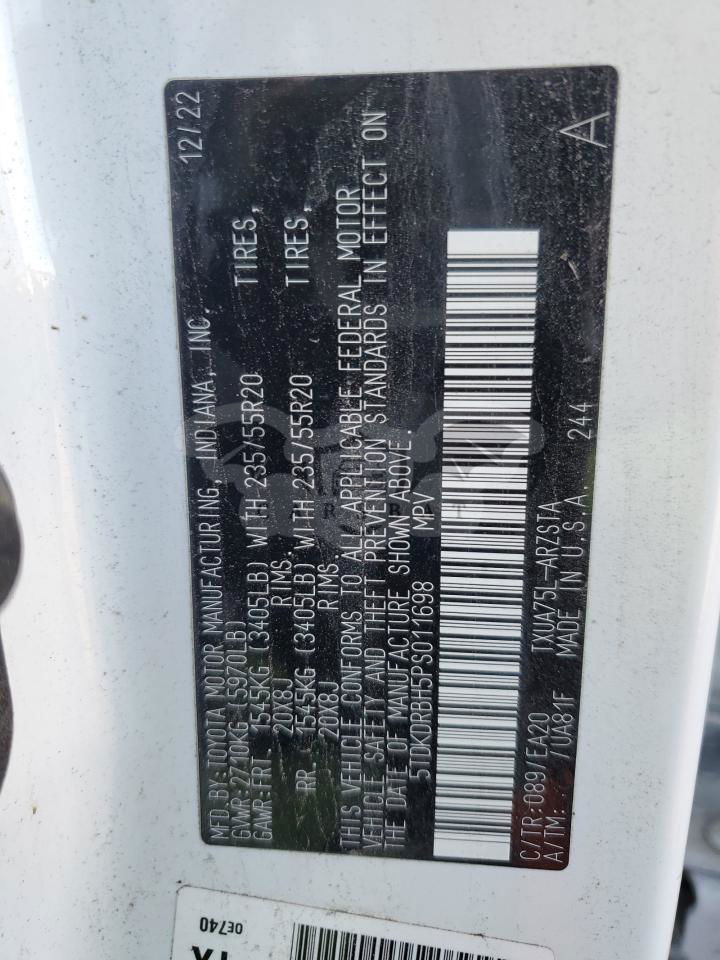 MFD BY:TOYOTA MOTOR MANUFACTURING, INDIANA, INC. 12/22
GVWR:2710KG (5970LB)
GAWR:FRT 1545KG (3405LB) WITH 235/55R20 TIRES,
20X8J RIMS.
RR. 1545KG (3405LB) WITH 235/55R20 TIRES,
20X8J RIMS
THIS VEHICLE CONFORMS TO ALL APPLICABLE FEDERAL MOTOR
VEHICLE SAFETY AND THEFT PREVENTION STANDARDS IN EFFECT ON
THE DATE OF MANUFACTURE SHOWN ABOVE.
5TDKDRBH5PS011698 MPV
C/TR:089/EA20 TXUA75L-ARZSTA
A/TM:- /UA81F MADE IN U.S.A. 244 A
0E740